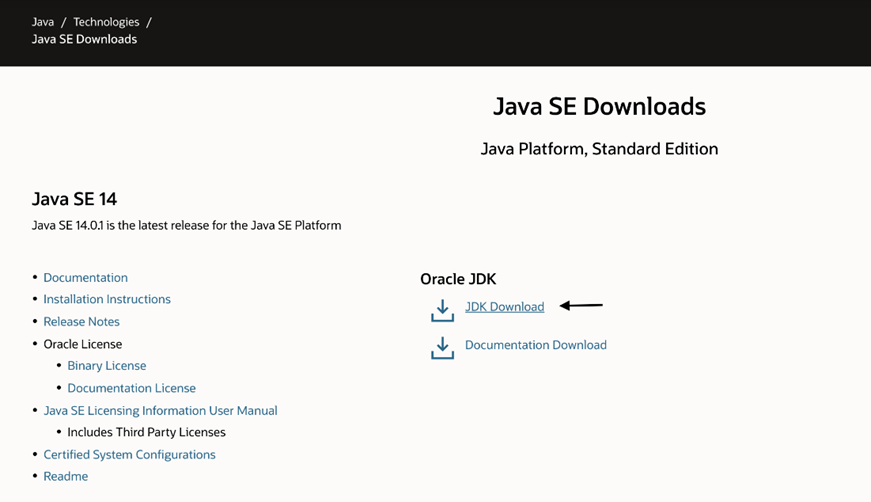 Java / Technologies /
Java SE Downloads
Java SE Downloads
Java Platform, Standard Edition
Java SE 14
Java SE 14.0.1 is the latest release for the Java SE Platform
• Documentation
• Installation Instructions
• Release Notes
• Oracle License
• Binary License
• Documentation License
• Java SE Licensing Information User Manual
• Includes Third Party Licenses
• Certified System Configurations
• Readme
Oracle JDK
JDK Download
Documentation Download